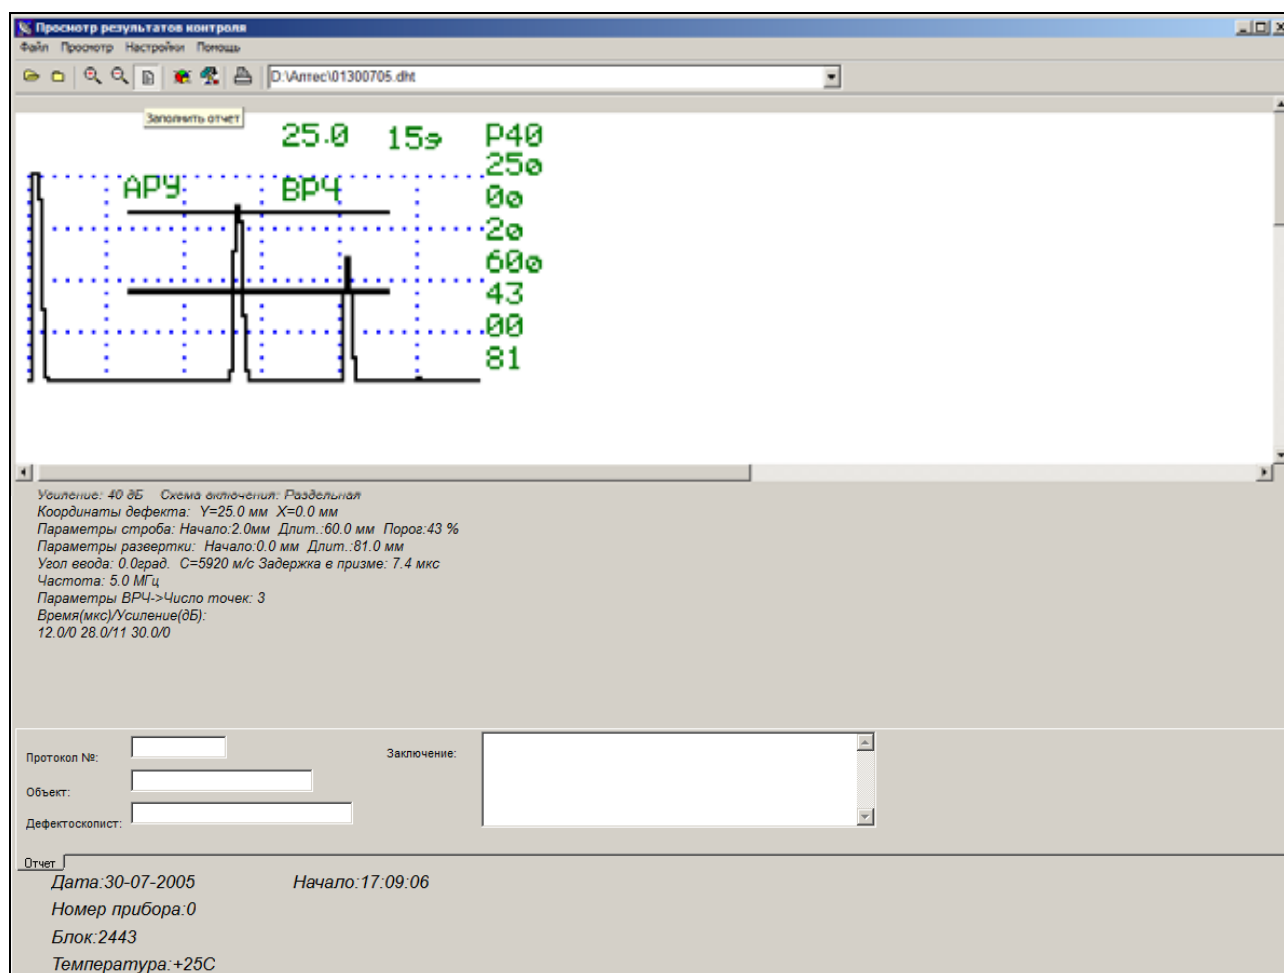 Просмотр результатов контроля
Файл Просмотр Настройки Помощь
D:\Алтес\01300705.dht
Заполнить отчет
25.0 15э P40
25о
АРУ ВРЧ 0о
2о
60о
43
00
81
Усиление: 40 дБ Схема включения: Раздельная
Координаты дефекта: Y=25.0 мм X=0.0 мм
Параметры строба: Начало:2.0мм Длит.:60.0 мм Порог:43 %
Параметры развертки: Начало:0.0 мм Длит.:81.0 мм
Угол ввода: 0.0град. C=5920 м/с Задержка в призме: 7.4 мкс
Частота: 5.0 МГц
Параметры ВРЧ->Число точек: 3
Время(мкс)/Усиление(дБ):
12.0/0 28.0/11 30.0/0
Протокол №:
Заключение:
Объект:
Дефектоскопист:
Отчет
Дата:30-07-2005 Начало:17:09:06
Номер прибора:0
Блок:2443
Температура:+25С